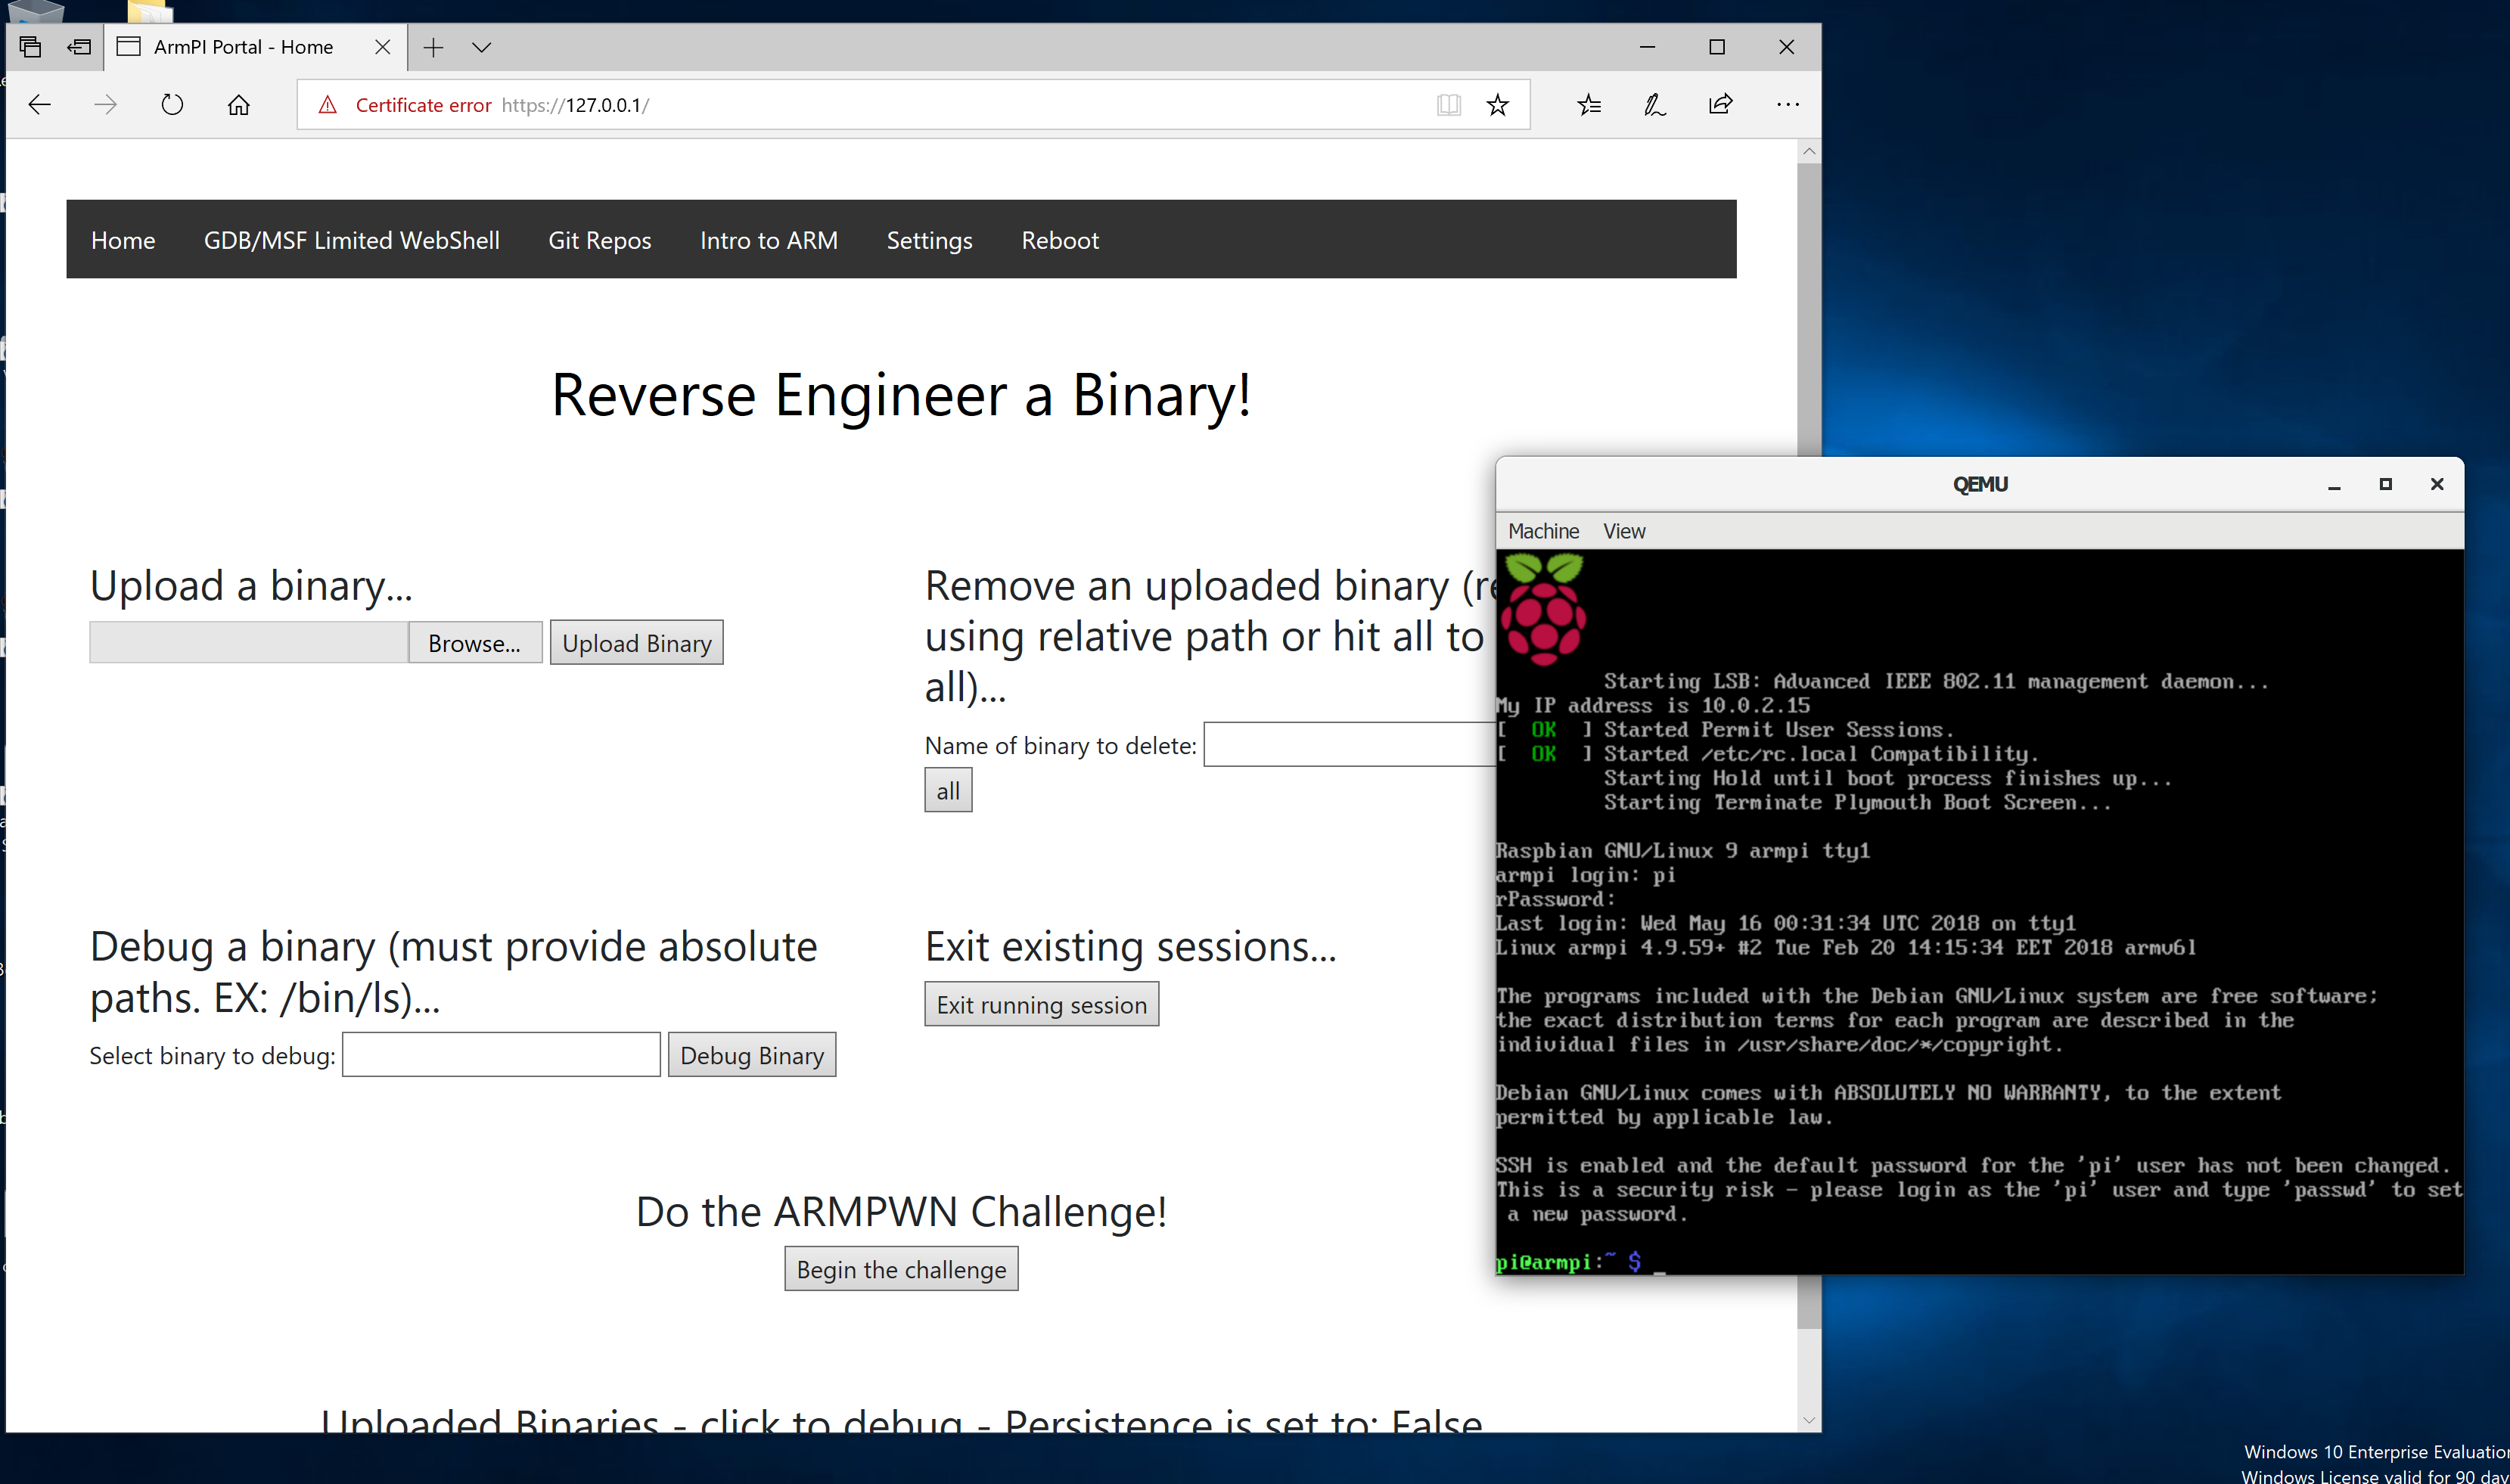 ArmPI Portal - Home
Certificate error https://127.0.0.1/
Home GDB/MSF Limited WebShell Git Repos Intro to ARM Settings Reboot
Reverse Engineer a Binary!
Upload a binary...
Browse... Upload Binary
Remove an uploaded binary (re
using relative path or hit all to
all)...
Name of binary to delete:
all
Debug a binary (must provide absolute
paths. EX: /bin/ls)...
Select binary to debug: Debug Binary
Exit existing sessions...
Exit running session
Do the ARMPWN Challenge!
Begin the challenge
Uploaded Binaries - click to debug - Persistence is set to: False
QEMU
Machine View
Starting LSB: Advanced IEEE 802.11 management daemon...
My IP address is 10.0.2.15
[ OK ] Started Permit User Sessions.
[ OK ] Started /etc/rc.local Compatibility.
Starting Hold until boot process finishes up...
Starting Terminate Plymouth Boot Screen...
Raspbian GNU/Linux 9 armpi tty1
armpi login: pi
rPassword:
Last login: Wed May 16 00:31:34 UTC 2018 on tty1
Linux armpi 4.9.59+ #2 Tue Feb 20 14:15:34 EET 2018 armv6l
The programs included with the Debian GNU/Linux system are free software;
the exact distribution terms for each program are described in the
individual files in /usr/share/doc/*/copyright.
Debian GNU/Linux comes with ABSOLUTELY NO WARRANTY, to the extent
permitted by applicable law.
SSH is enabled and the default password for the 'pi' user has not been changed.
This is a security risk - please login as the 'pi' user and type 'passwd' to set
a new password.
pi@armpi:~ $ _
Windows 10 Enterprise Evaluation
Windows License valid for 90 day